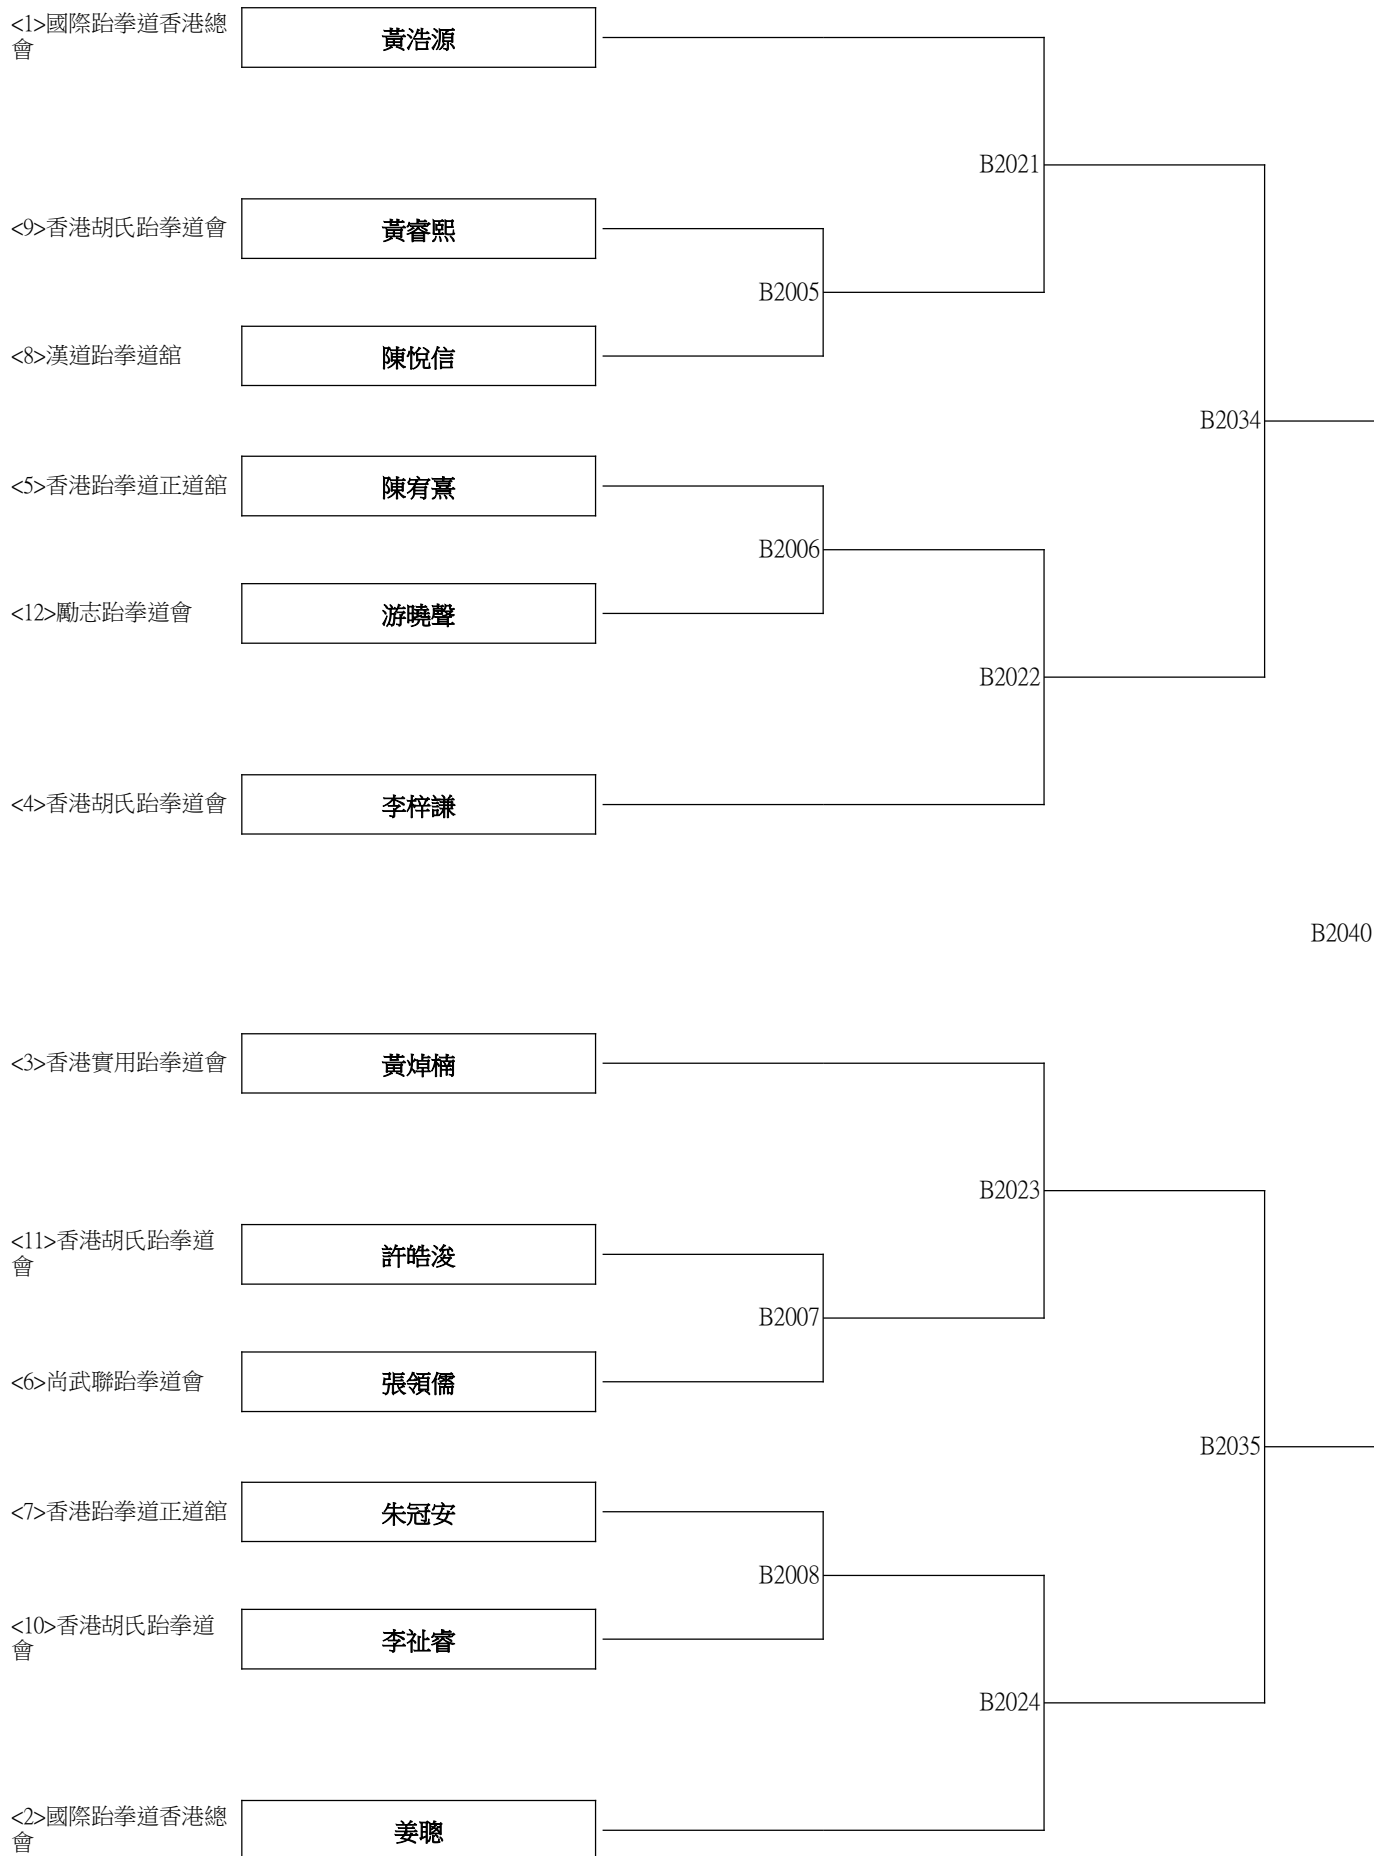 <1>國際跆拳道香港總
會
黃浩源
B2021
<9>香港胡氏跆拳道會
黃睿熙
B2005
<8>漢道跆拳道舘
陳悅信
B2034
<5>香港跆拳道正道舘
陳宥熹
B2006
<12>勵志跆拳道會
游曉聲
B2022
<4>香港胡氏跆拳道會
李梓謙
B2040
<3>香港實用跆拳道會
黃焯楠
B2023
<11>香港胡氏跆拳道
會
許皓浚
B2007
<6>尚武聯跆拳道會
張領儒
B2035
<7>香港跆拳道正道舘
朱冠安
B2008
<10>香港胡氏跆拳道
會
李祉睿
B2024
<2>國際跆拳道香港總
會
姜聰